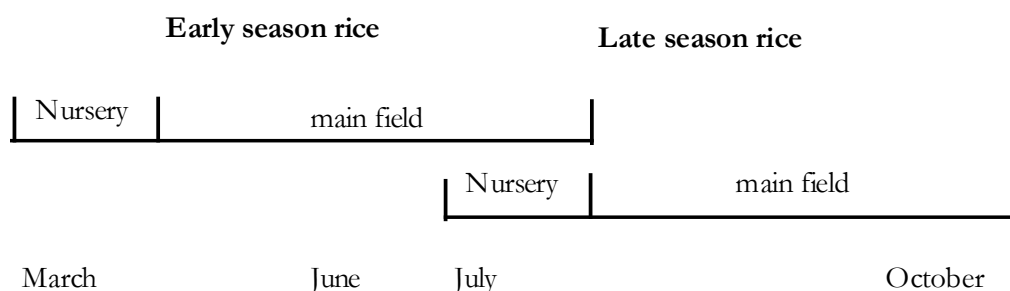 Early season rice
Late season rice
Nursery main field
Nursery main field
March June July October